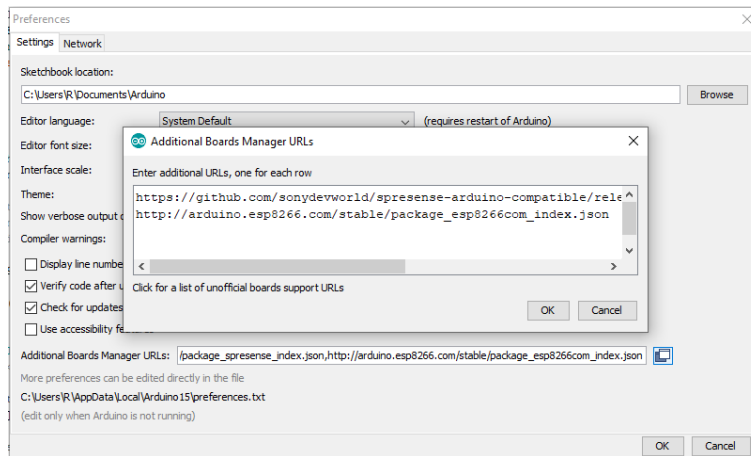 Preferences
Settings Network
Sketchbook location:
C:\Users\R\Documents\Arduino
Browse
Editor language: System Default (requires restart of Arduino)
Editor font size:
Interface scale:
Theme:
Show verbose output
Compiler warnings:
Display line
Verify code after
Check for updates
Use accessibility
Additional Boards Manager URLs
Enter additional URLs, one for each row
https://github.com/sonydevworld/spresense-arduino-compatible/rele
http://arduino.esp8266.com/stable/package_esp8266com_index.json
Click for a list of unofficial boards support URLs
OK Cancel
Additional Boards Manager URLs: /package_spresense_index.json,http://arduino.esp8266.com/stable/package_esp8266com_index.json
More preferences can be edited directly in the file
C:\Users\R\AppData\Local\Arduino15\preferences.txt
(edit only when Arduino is not running)
OK Cancel